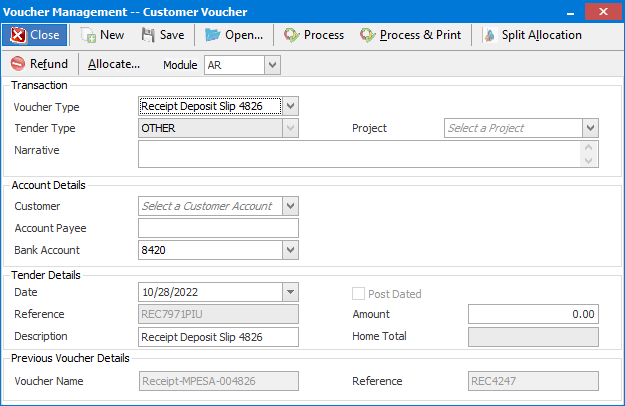 Voucher Management -- Customer Voucher
Close New Save Open... Process Process & Print Split Allocation
Refund Allocate... Module AR
Transaction
Voucher Type Receipt Deposit Slip 4826
Tender Type OTHER Project Select a Project
Narrative
Account Details
Customer Select a Customer Account
Account Payee
Bank Account 8420
Tender Details
Date 10/28/2022 Post Dated
Reference REC7971PIU Amount 0.00
Description Receipt Deposit Slip 4826 Home Total
Previous Voucher Details
Voucher Name Receipt-MPESA-004826 Reference REC4247